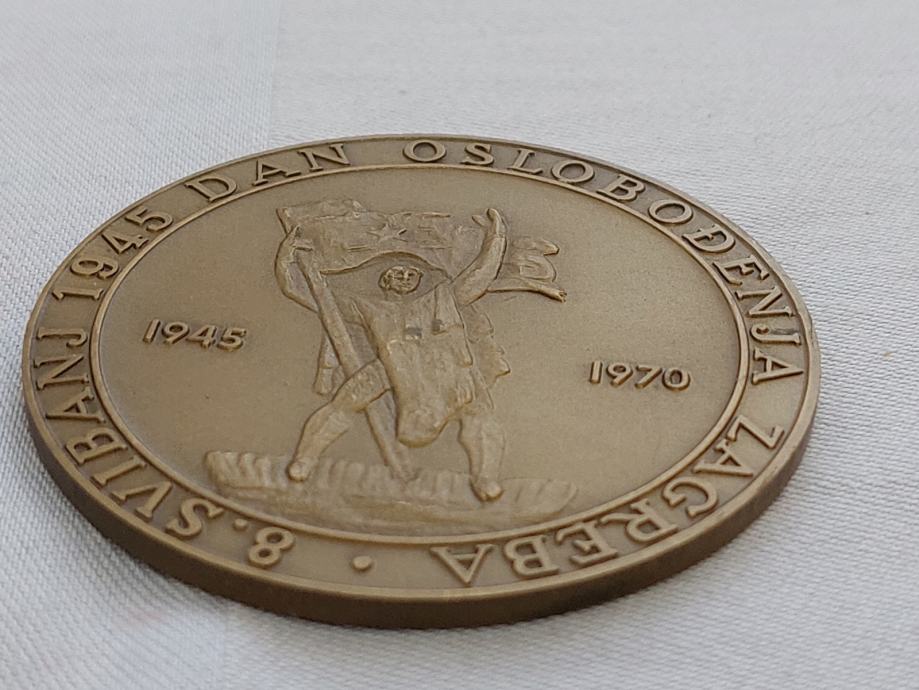 8. SVIBANJ 1945 DAN OSLOBOĐENJA ZAGREBA •
1945
1970